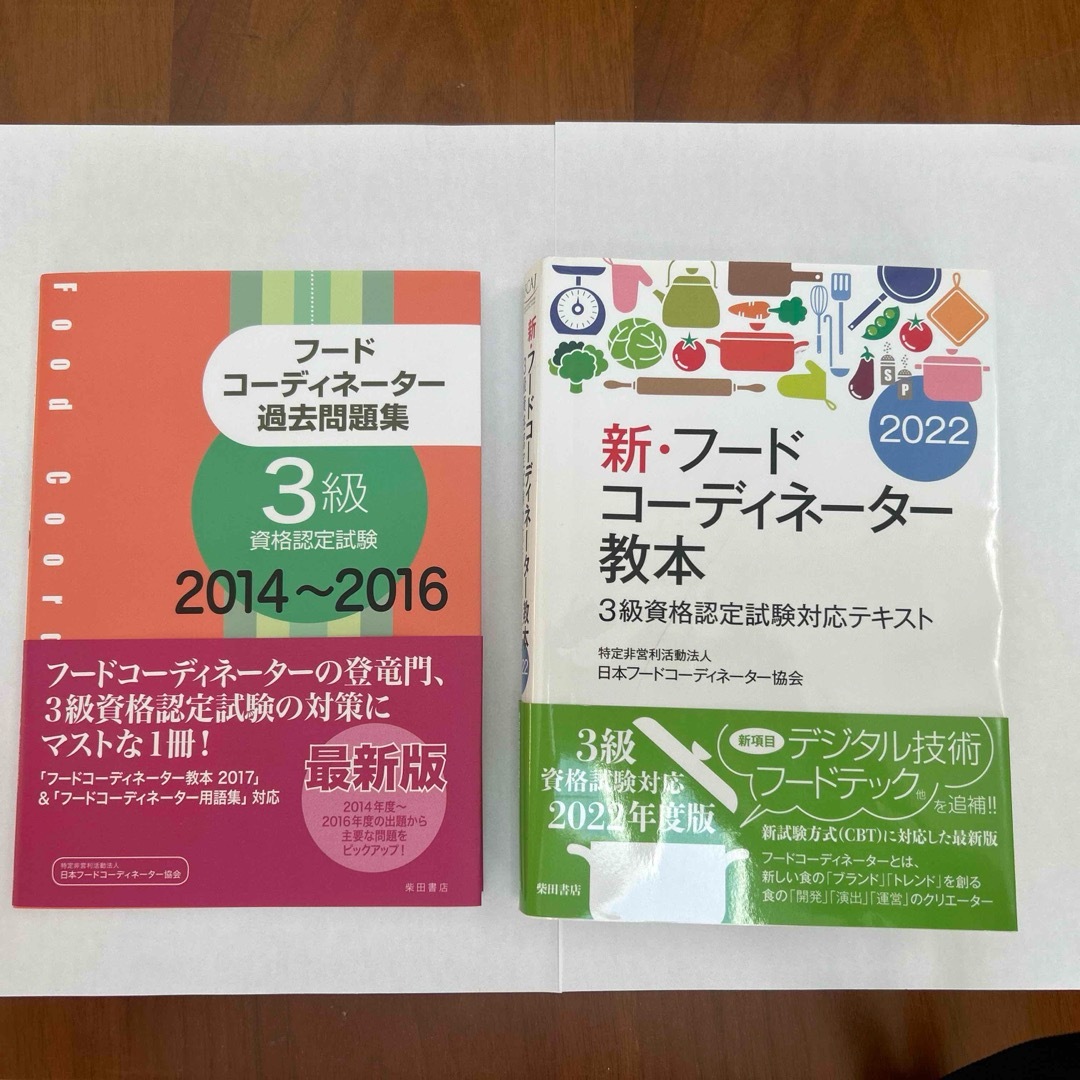 Food Coord
フード
コーディネーター
過去問題集
3級
資格認定試験
2014〜2016
フードコーディネーターの登竜門、
3級資格認定試験の対策に
マストな1冊!
「フードコーディネーター教本 2017」
&「フードコーディネーター用語集」対応
最新版
2014年度〜
2016年度の出題から
主要な問題を
ピックアップ!
特定非営利活動法人
日本フードコーディネーター協会
柴田書店
新・フードコーディネーター教本
S
P
2022
新・フード
コーディネーター
教本
3級資格認定試験対応テキスト
特定非営利活動法人
日本フードコーディネーター協会
3級
資格試験対応
2022年度版
新項目 デジタル技術
フードテック他
を追補!!
新試験方式(CBT)に対応した最新版
フードコーディネーターとは、
新しい食の「ブランド」「トレンド」を創る
食の「開発」「演出」「運営」のクリエーター
柴田書店